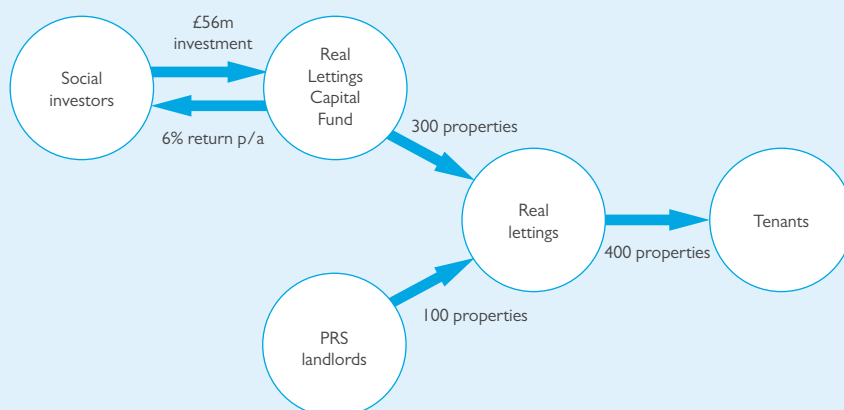 £56m
investment
Social
investors
Real
Lettings
Capital
Fund
6% return p/a
300 properties
Real
lettings
Tenants
400 properties
100 properties
PRS
landlords